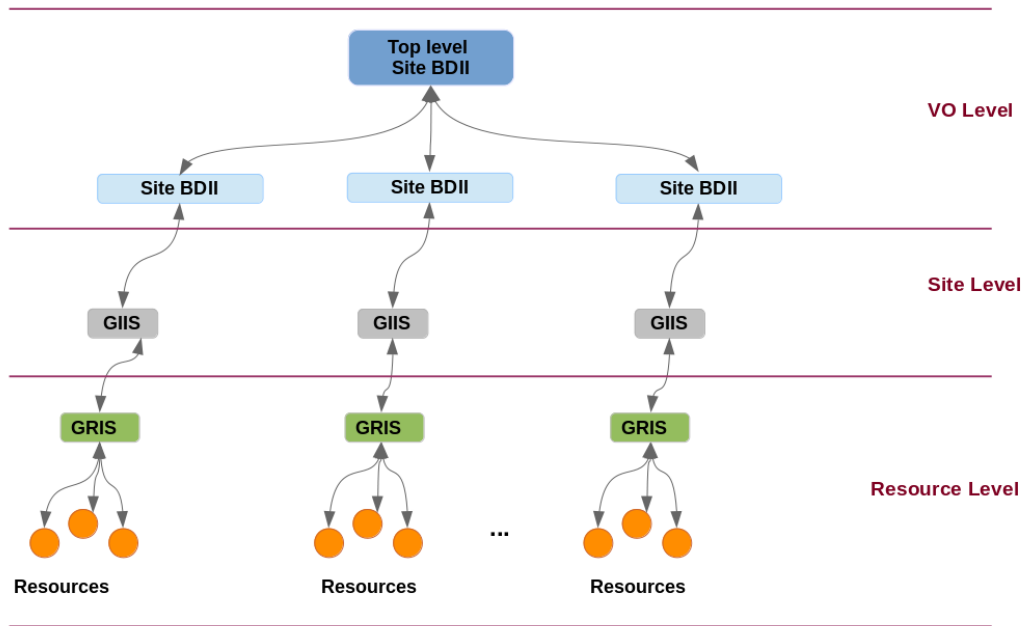 Top level
Site BDII
VO Level
Site BDII
Site BDII
Site BDII
Site Level
GIIS
GIIS
GIIS
GRIS
GRIS
GRIS
Resource Level
...
Resources
Resources
Resources